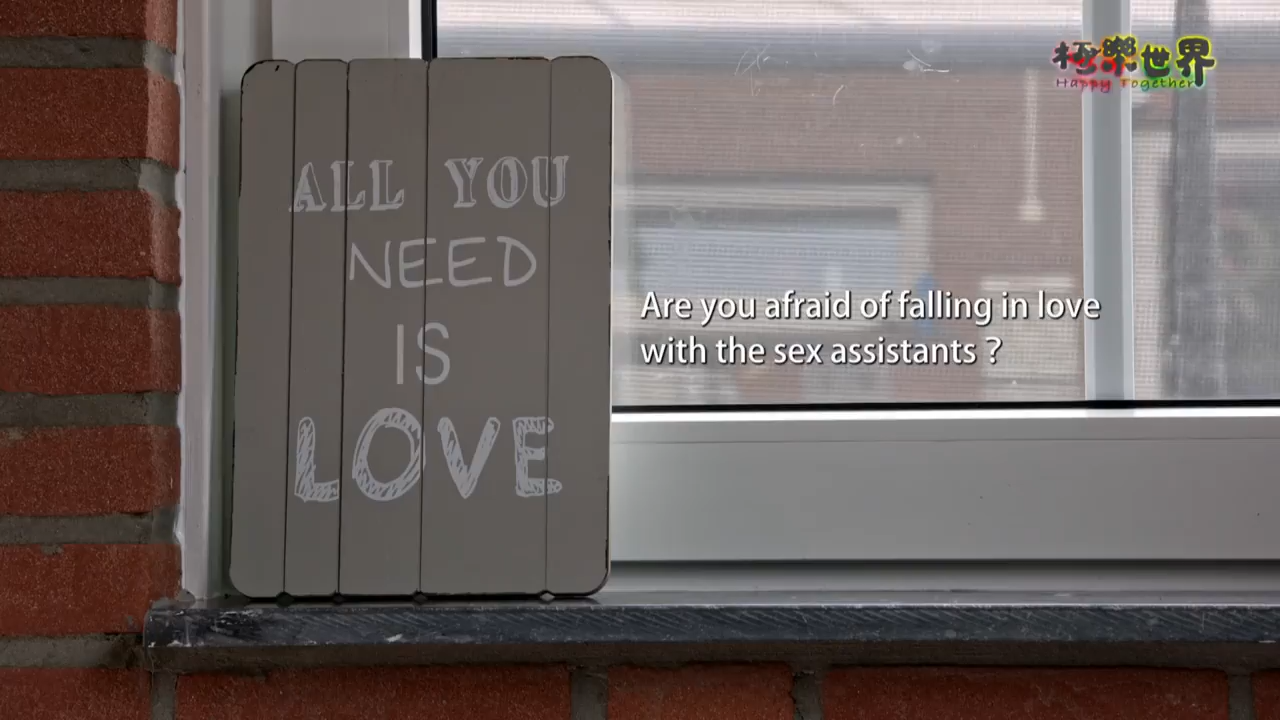 極樂世界
Happy Together
ALL YOU
NEED
IS
LOVE
Are you afraid of falling in love
with the sex assistants ?